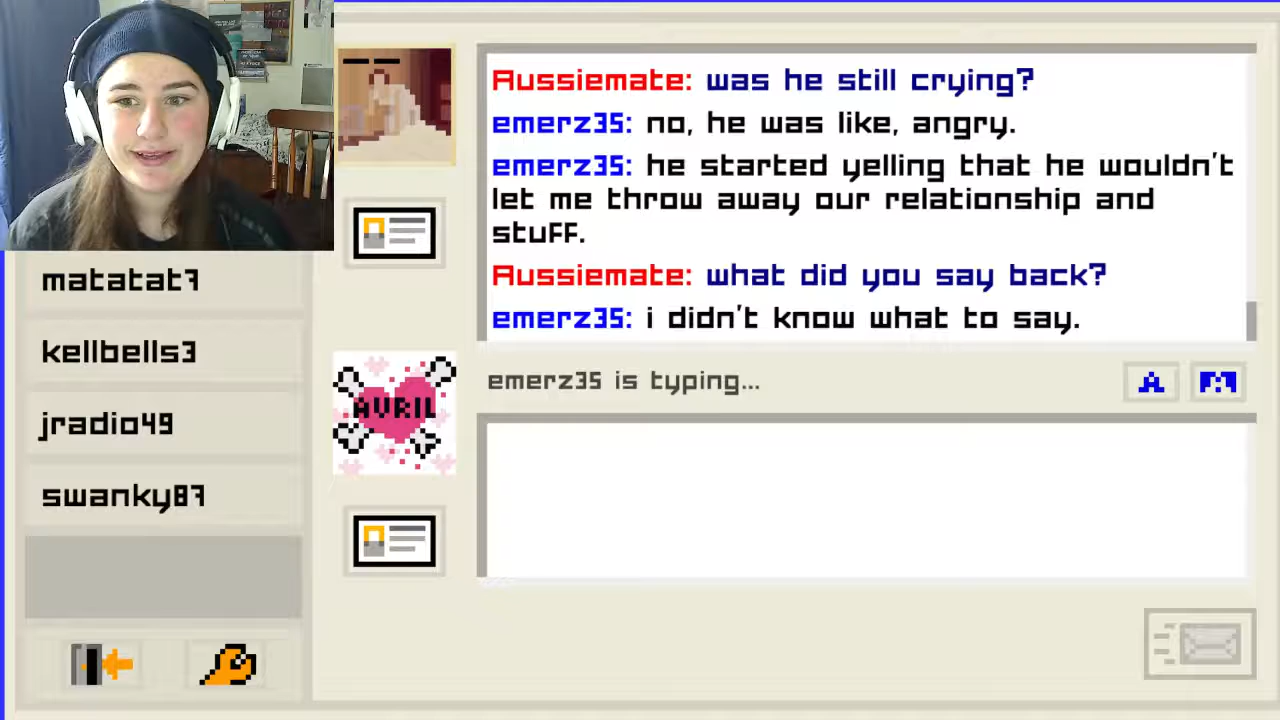 Aussiemate: was he still crying?
emerz35: no, he was like, angry.
emerz35: he started yelling that he wouldn't
let me throw away our relationship and
stuff.
Aussiemate: what did you say back?
emerz35: i didn't know what to say.
matatat7
kellbells3
jradio49
swanky87
AVRIL
emerz35 is typing...
A